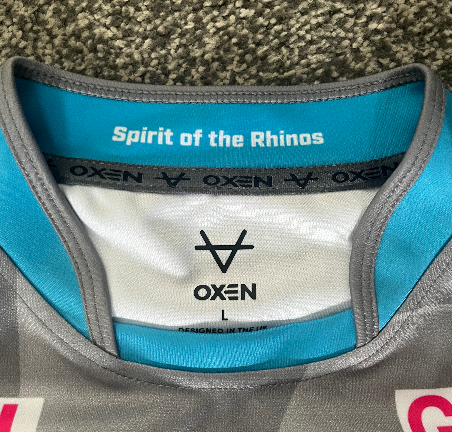 Spirit of the Rhinos
OXEN OXEN OXEN
OXEN
L
DESIGNED IN THE UK
G